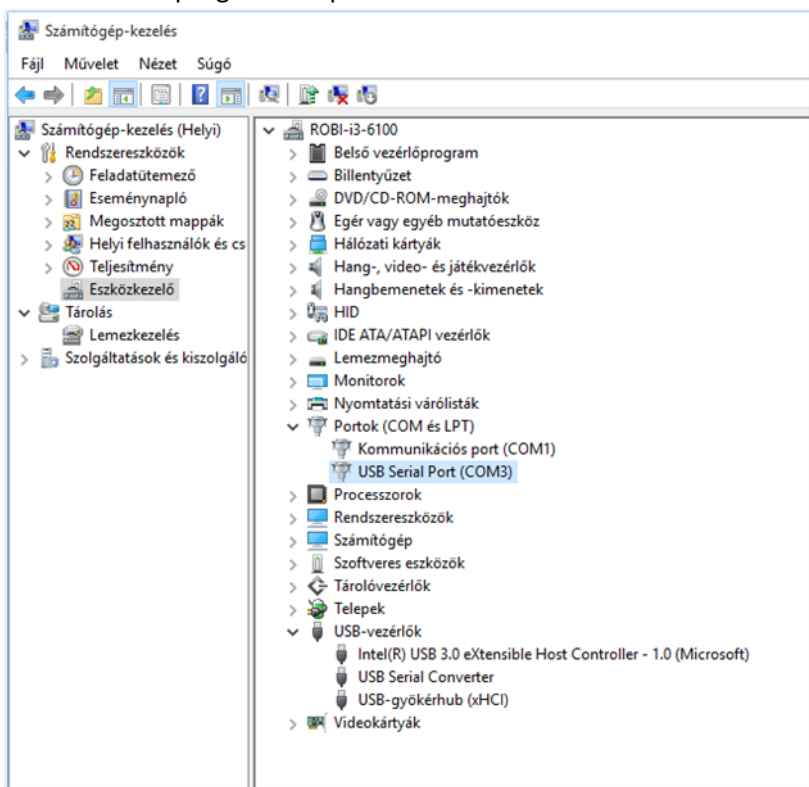 Számítógép-kezelés
Fájl Művelet Nézet Súgó
Számítógép-kezelés (Helyi)
Rendszereszközök
Feladatütemező
Eseménynapló
Megosztott mappák
Helyi felhasználók és cs
Teljesítmény
Eszközkezelő
Tárolás
Lemezkezelés
Szolgáltatások és kiszolgáló
ROBI-i3-6100
Belső vezérlőprogram
Billentyűzet
DVD/CD-ROM-meghajtók
Egér vagy egyéb mutatóeszköz
Hálózati kártyák
Hang-, video- és játékvezérlők
Hangbemenetek és -kimenetek
HID
IDE ATA/ATAPI vezérlők
Lemezmeghajtó
Monitorok
Nyomtatási várólisták
Portok (COM és LPT)
Kommunikációs port (COM1)
USB Serial Port (COM3)
Processzorok
Rendszereszközök
Számítógép
Szoftveres eszközök
Tárolóvezérlők
Telepek
USB-vezérlők
Intel(R) USB 3.0 eXtensible Host Controller - 1.0 (Microsoft)
USB Serial Converter
USB-gyökérhub (xHCI)
Videokártyák